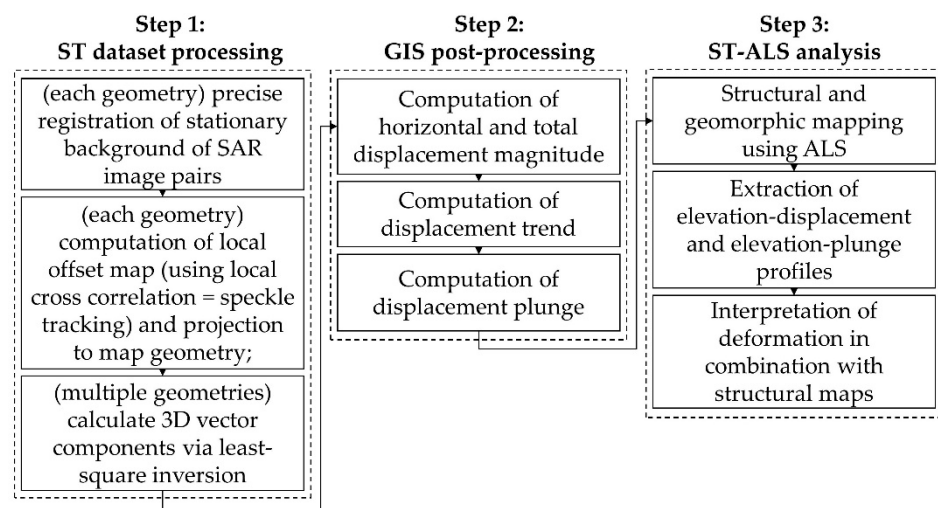 Step 1:
ST dataset processing
(each geometry) precise
registration of stationary
background of SAR
image pairs
(each geometry)
computation of local
offset map (using local
cross correlation = speckle
tracking) and projection
to map geometry;
(multiple geometries)
calculate 3D vector
components via least-
square inversion
Step 2:
GIS post-processing
Computation of
horizontal and total
displacement magnitude
Computation of
displacement trend
Computation of
displacement plunge
Step 3:
ST-ALS analysis
Structural and
geomorphic mapping
using ALS
Extraction of
elevation-displacement
and elevation-plunge
profiles
Interpretation of
deformation in
combination with
structural maps